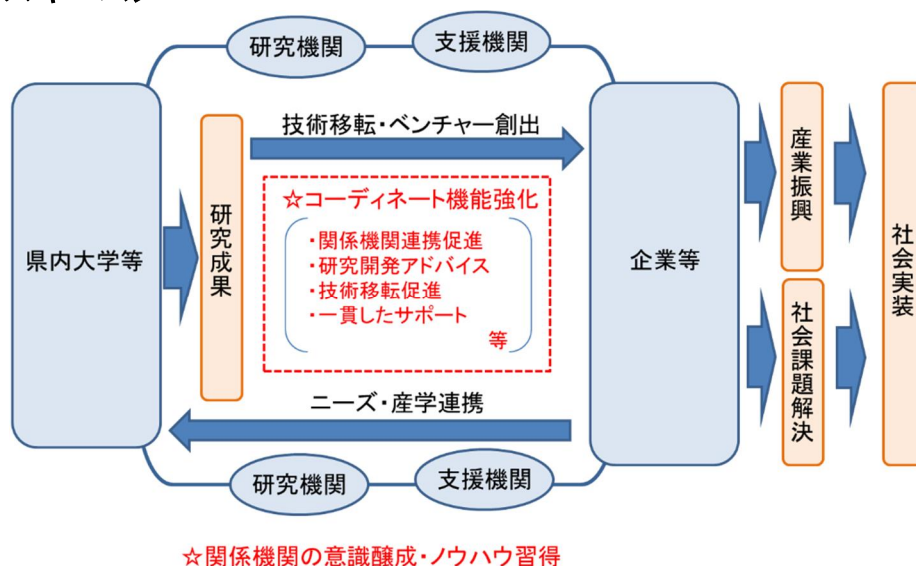 研究機関
支援機関
県内大学等
研究成果
技術移転・ベンチャー創出
☆コーディネート機能強化
・関係機関連携促進
・研究開発アドバイス
・技術移転促進
・一貫したサポート
等
ニーズ・産学連携
企業等
産業振興
社会課題解決
社会実装
研究機関
支援機関
☆関係機関の意識醸成・ノウハウ習得